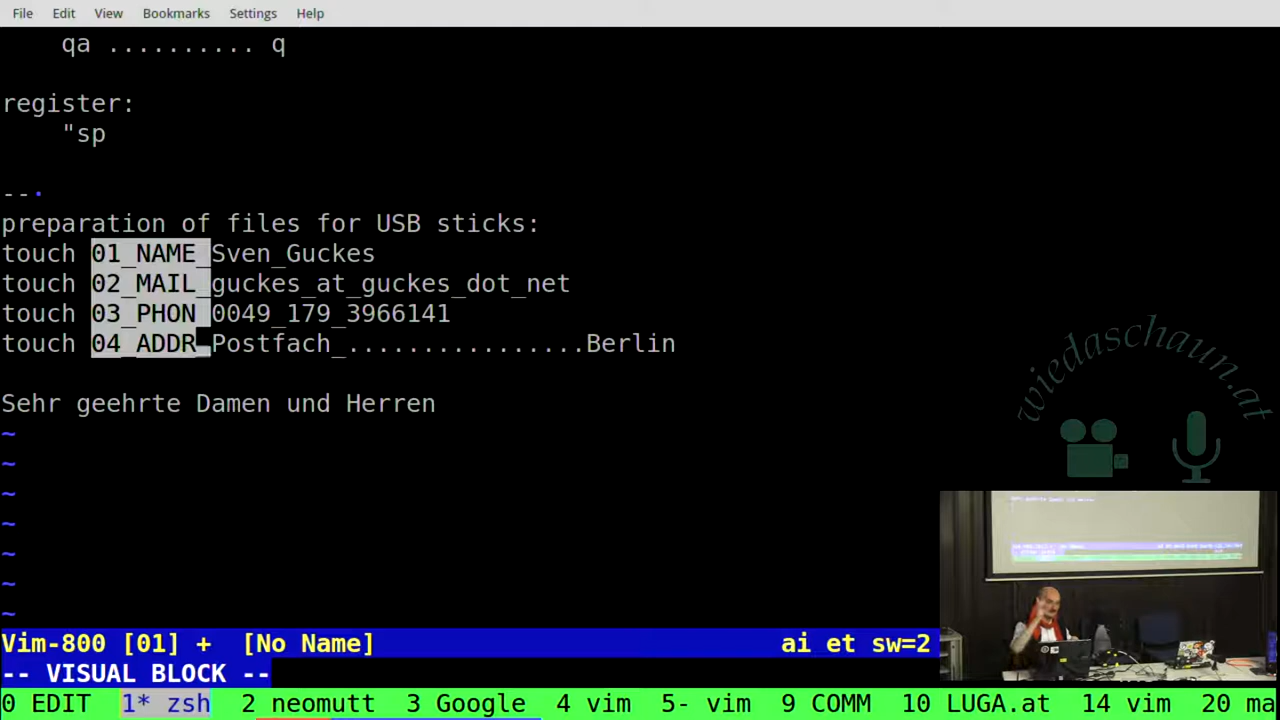 File Edit View Bookmarks Settings Help
qa .......... q
register:
"sp
--·
preparation of files for USB sticks:
touch 01_NAME_Sven_Guckes
touch 02_MAIL_guckes_at_guckes_dot_net
touch 03_PHON_0049_179_3966141
touch 04_ADDR_Postfach_................Berlin
Sehr geehrte Damen und Herren
~
~
~
~
~
~
~
wiedaschaun.at
Vim-800 [01] + [No Name] ai et sw=2
-- VISUAL BLOCK --
0 EDIT 1* zsh 2 neomutt 3 Google 4 vim 5- vim 9 COMM 10 LUGA.at 14 vim 20 ma